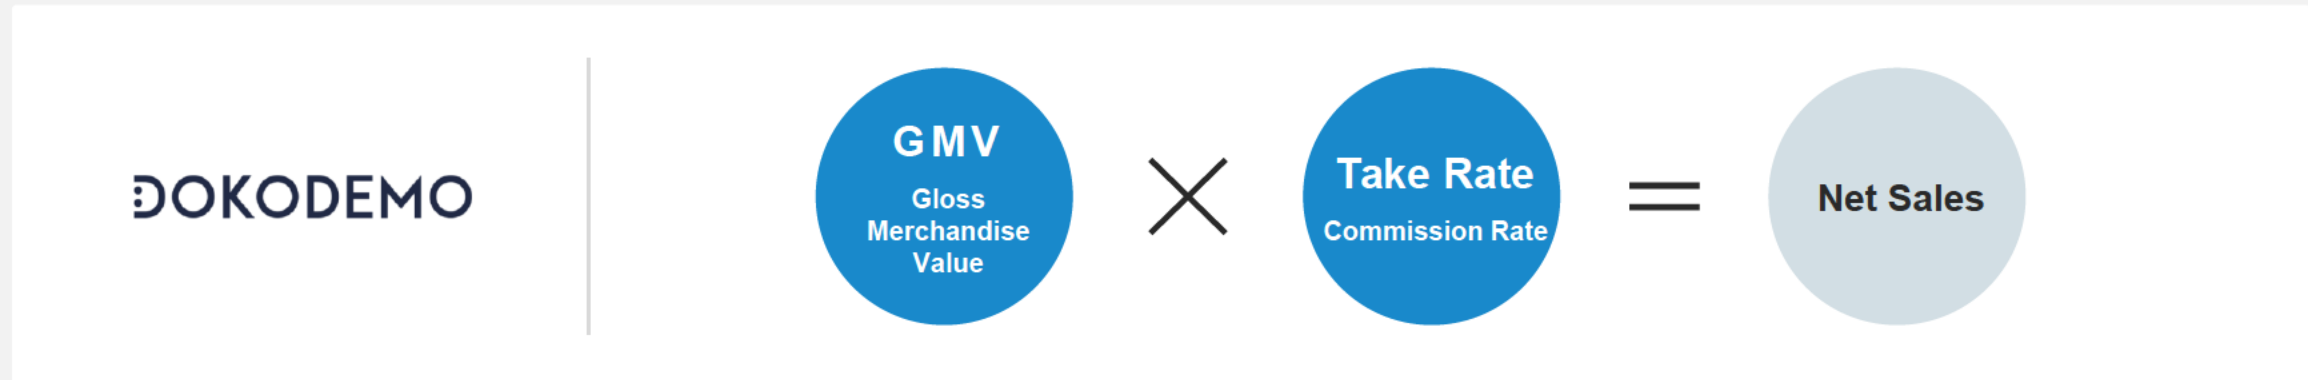 DOKODEMO
GMV
Gloss
Merchandise
Value
Take Rate
Commission Rate
Net Sales